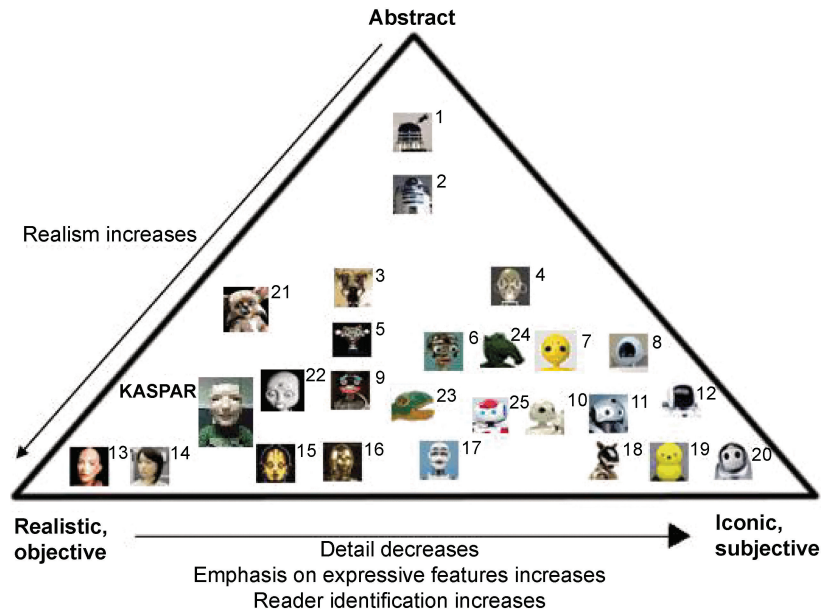 Abstract
1
2
Realism increases
21
3
4
5
6
24
7
8
KASPAR
22
9
23
25
10
11
12
13
14
15
16
17
18
19
20
Realistic,
objective
Iconic,
subjective
Detail decreases
Emphasis on expressive features increases
Reader identification increases